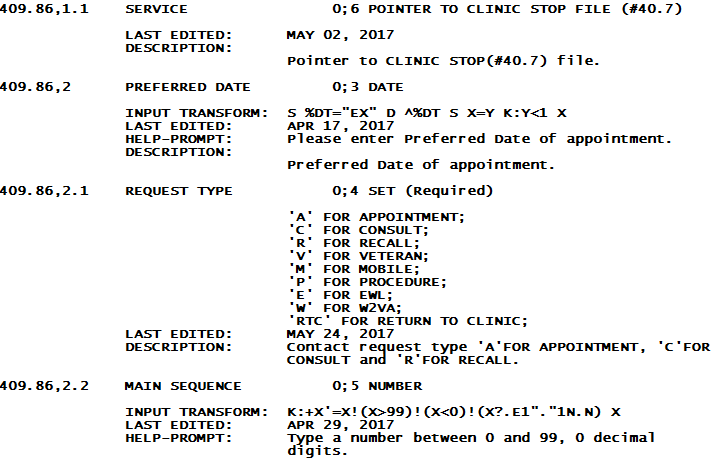 409.86,1.1    SERVICE                0;6 POINTER TO CLINIC STOP FILE (#40.7)
LAST EDITED:      MAY 02, 2017
DESCRIPTION:
Pointer to CLINIC STOP(#40.7) file.
409.86,2      PREFERRED DATE         0;3 DATE
INPUT TRANSFORM:  S %DT="EX" D ^%DT S X=Y K:Y<1 X
LAST EDITED:      APR 17, 2017
HELP-PROMPT:      Please enter Preferred Date of appointment.
DESCRIPTION:
Preferred Date of appointment.
409.86,2.1    REQUEST TYPE           0;4 SET (Required)
'A' FOR APPOINTMENT;
'C' FOR CONSULT;
'R' FOR RECALL;
'V' FOR VETERAN;
'M' FOR MOBILE;
'P' FOR PROCEDURE;
'E' FOR EWL;
'W' FOR W2VA;
'RTC' FOR RETURN TO CLINIC;
LAST EDITED:      MAY 24, 2017
DESCRIPTION:      Contact request type 'A'FOR APPOINTMENT, 'C'FOR
CONSULT and 'R'FOR RECALL.
409.86,2.2    MAIN SEQUENCE          0;5 NUMBER
INPUT TRANSFORM:  K:+X'=X!(X>99)!(X<0)!(X?.E1"."1N.N) X
LAST EDITED:      APR 29, 2017
HELP-PROMPT:      Type a number between 0 and 99, 0 decimal
digits.